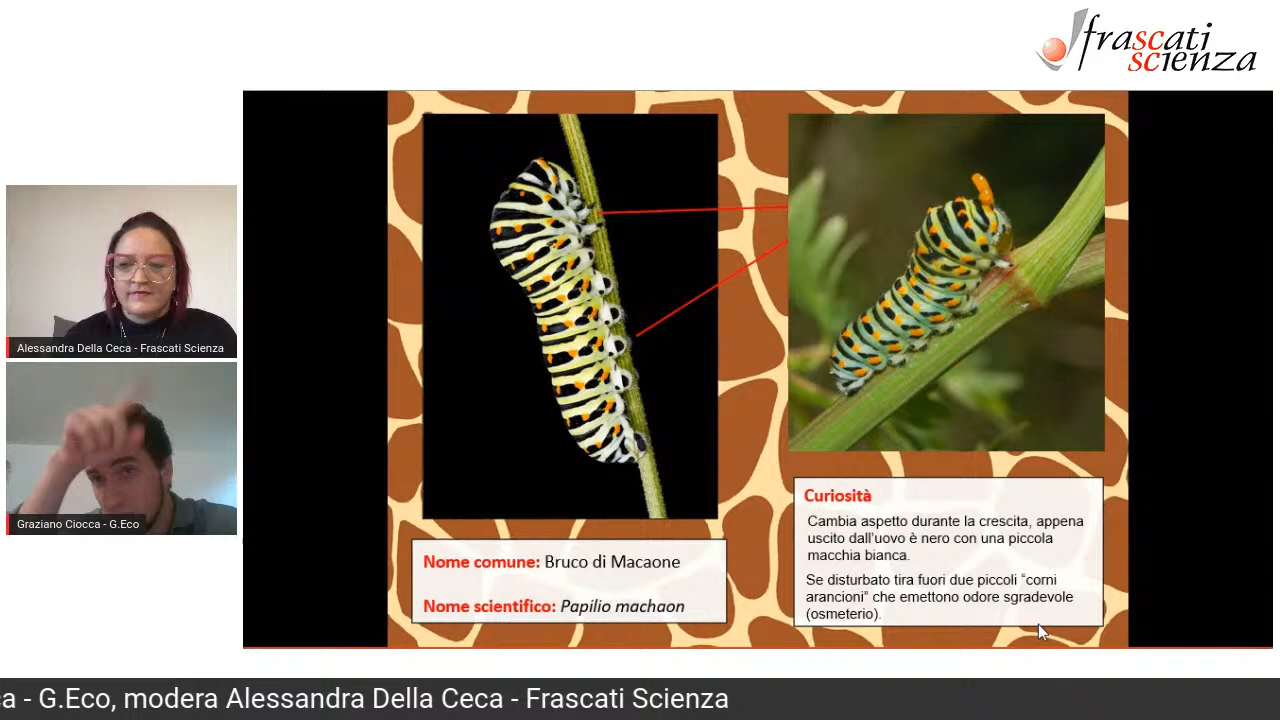 frascati
scienza
Alessandra Della Ceca - Frascati Scienza
Graziano Ciocca - G.Eco
Nome comune: Bruco di Macaone
Nome scientifico: Papilio machaon
Curiosità
Cambia aspetto durante la crescita, appena
uscito dall'uovo è nero con una piccola
macchia bianca.
Se disturbato tira fuori due piccoli “corni
arancioni” che emettono odore sgradevole
(osmeterio).
ca - G.Eco, modera Alessandra Della Ceca - Frascati Scienza